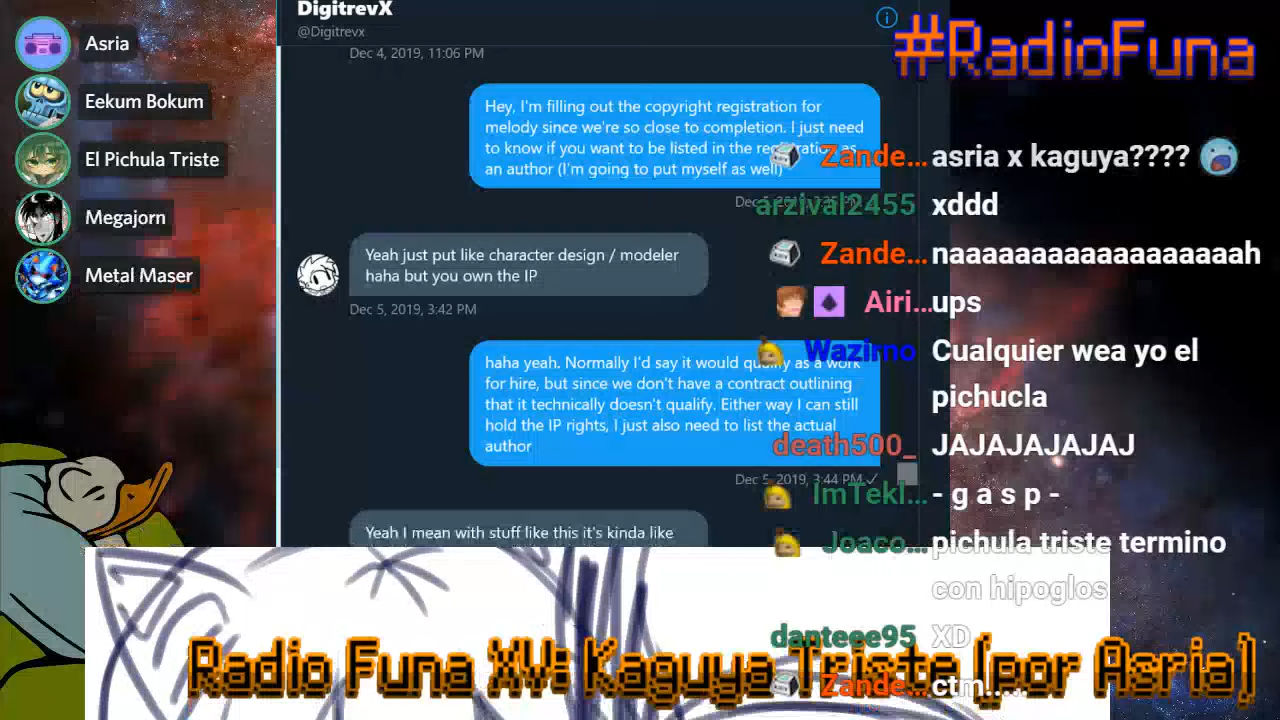 Asria
Eekum Bokum
El Pichula Triste
Megajorn
Metal Maser
DigitrevX
@Digitrevx
Dec 4, 2019, 11:06 PM
Hey, I'm filling out the copyright registration for
melody since we're so close to completion. I just need
to know if you want to be listed in the registration as
an author (I'm going to put myself as well)
Yeah just put like character design / modeler
haha but you own the IP
Dec 5, 2019, 3:42 PM
haha yeah. Normally I'd say it would qualify as a work
for hire, but since we don't have a contract outlining
that it technically doesn't qualify. Either way I can still
hold the IP rights, I just also need to list the actual
author
Dec 5, 2019, 3:44 PM
Yeah I mean with stuff like this it's kinda like
#RadioFuna
Zande... asria x kaguya????
arzival2455 xddd
Zande... naaaaaaaaaaaaaaaaaah
Airi... ups
Wazirno Cualquier wea yo el
pichucla
death500_ JAJAJAJAJAJ
ImTekl... - g a s p -
Joaco... pichula triste termino
con hipoglos
danteee95 XD
Zande... ctm!.....
Radio Funa XV: Kaguya Triste (por Asria)